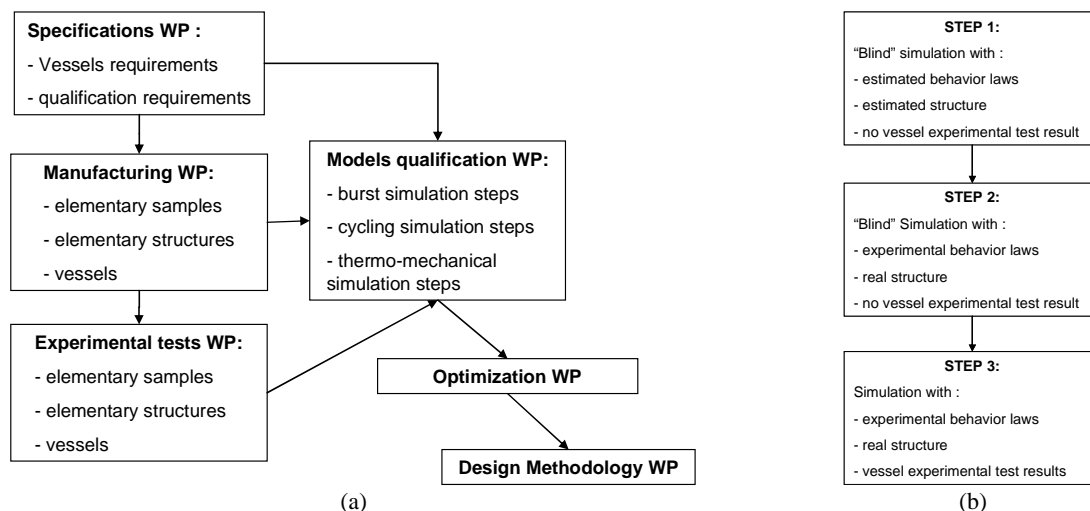 Specifications WP :
- Vessels requirements
- qualification requirements
Manufacturing WP:
- elementary samples
- elementary structures
- vessels
Experimental tests WP:
- elementary samples
- elementary structures
- vessels
Models qualification WP:
- burst simulation steps
- cycling simulation steps
- thermo-mechanical
simulation steps
Optimization WP
Design Methodology WP
(a)
STEP 1:
“Blind” simulation with :
- estimated behavior laws
- estimated structure
- no vessel experimental test result
STEP 2:
“Blind” Simulation with :
- experimental behavior laws
- real structure
- no vessel experimental test result
STEP 3:
Simulation with :
- experimental behavior laws
- real structure
- vessel experimental test results
(b)